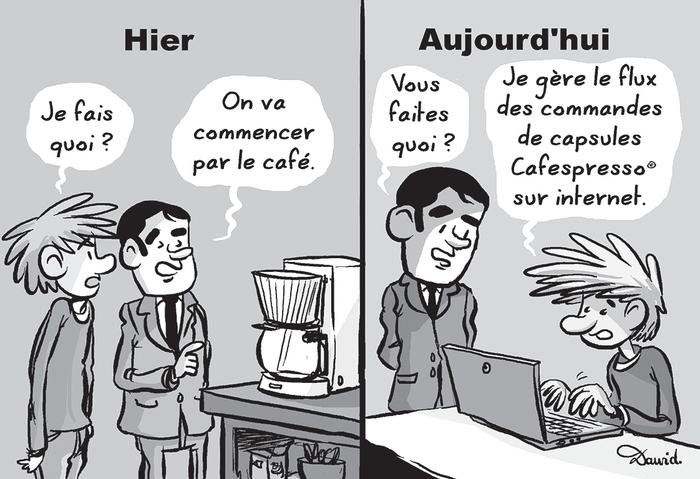 Hier
Je fais
quoi ?
On va
commencer
par le café.
Aujourd'hui
Vous
faites
quoi ?
Je gère le flux
des commandes
de capsules
Cafespresso®
sur internet.
Dawid.